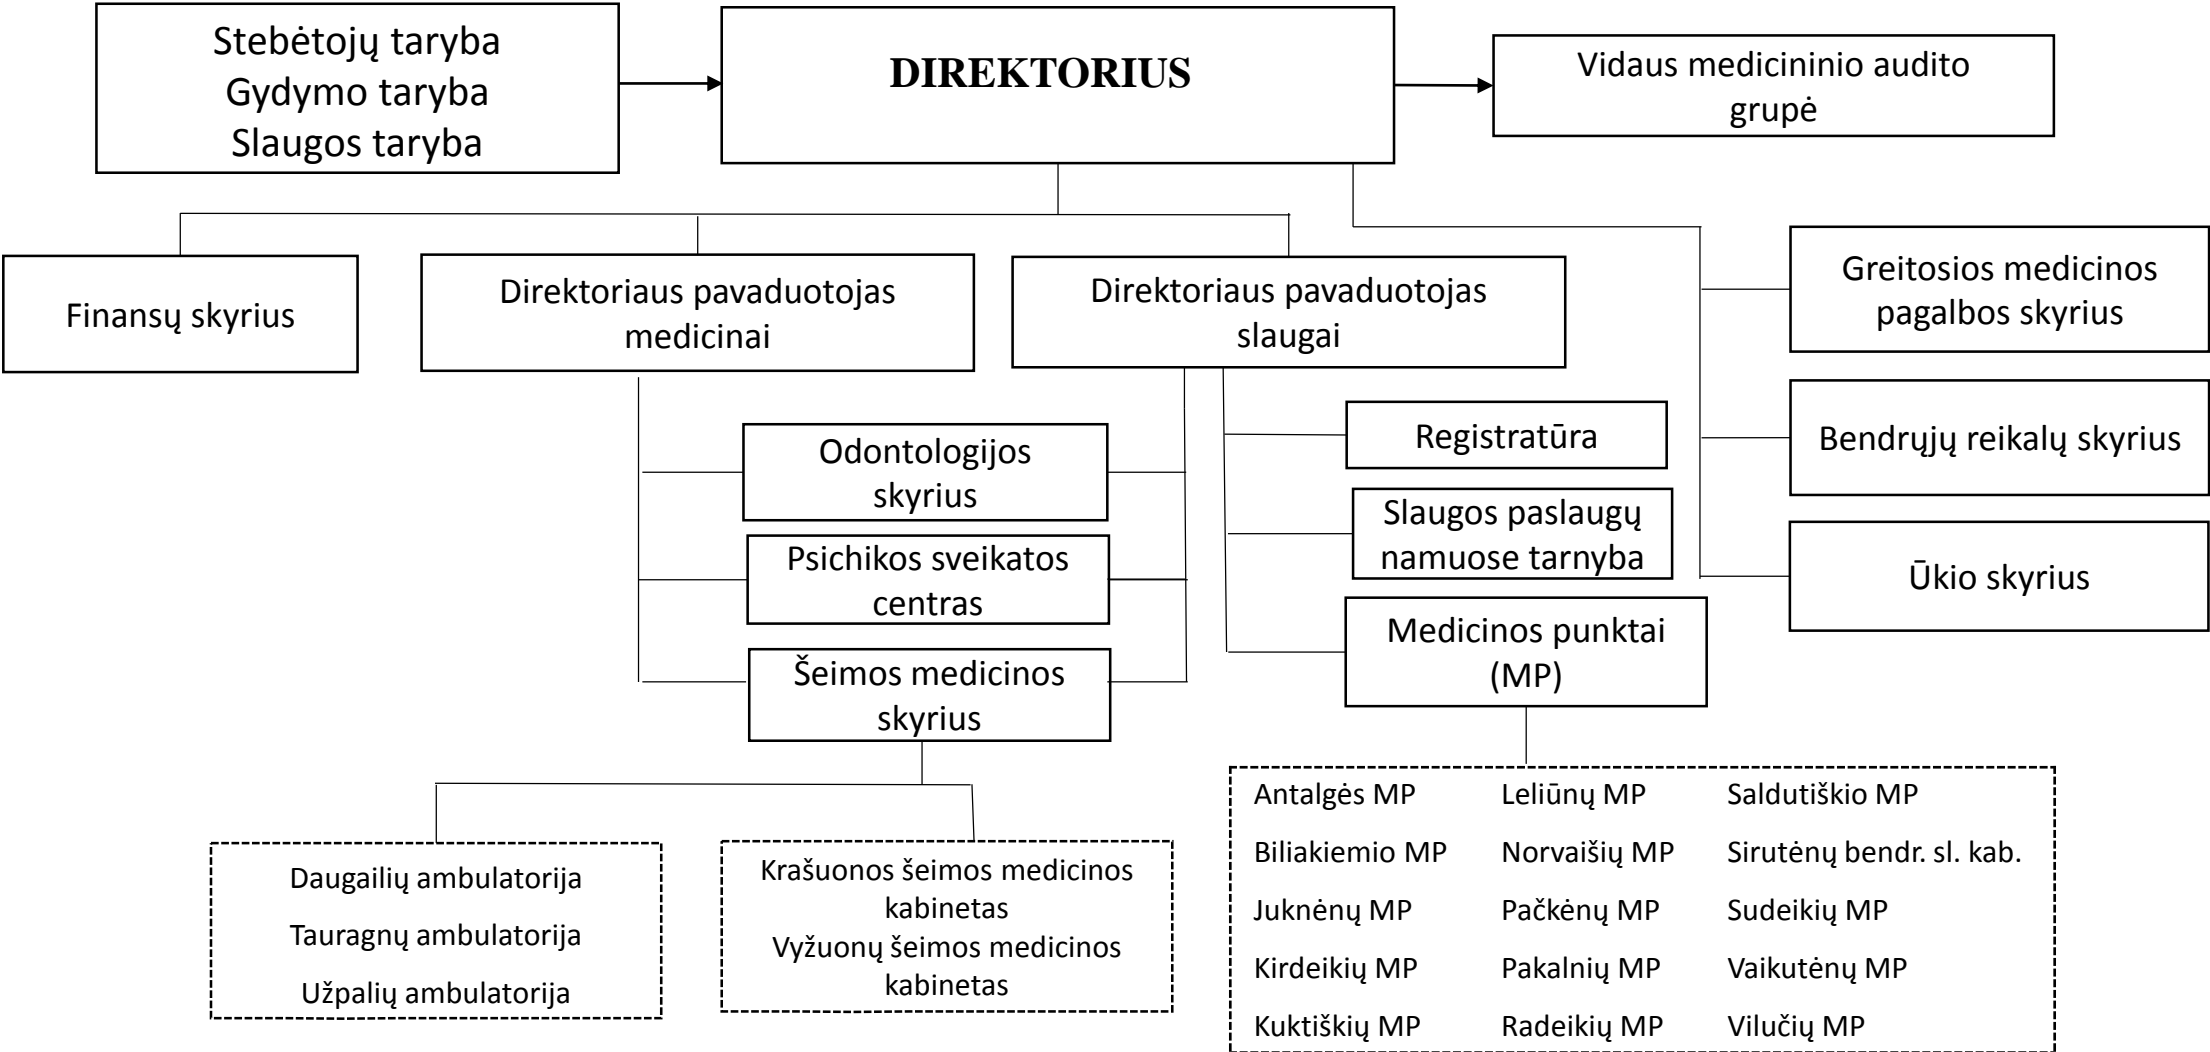 Stebėtojų taryba
Gydymo taryba
Slaugos taryba
DIREKTORIUS
Vidaus medicininio audito
grupė
Finansų skyrius
Direktoriaus pavaduotojas
medicinai
Direktoriaus pavaduotojas
slaugai
Greitosios medicinos
pagalbos skyrius
Bendrųjų reikalų skyrius
Ūkio skyrius
Odontologijos
skyrius
Psichikos sveikatos
centras
Šeimos medicinos
skyrius
Registratūra
Slaugos paslaugų
namuose tarnyba
Medicinos punktai
(MP)
Daugailių ambulatorija
Tauragnų ambulatorija
Užpalių ambulatorija
Krašuonos šeimos medicinos
kabinetas
Vyžuonų šeimos medicinos
kabinetas
Antalgės MP
Biliakiemio MP
Juknėnų MP
Kirdeikių MP
Kuktiškių MP
Leliūnų MP
Norvaišių MP
Pačkėnų MP
Pakalnių MP
Radeikių MP
Saldutiškio MP
Sirutėnų bendr. sl. kab.
Sudeikių MP
Vaikutėnų MP
Vilučių MP